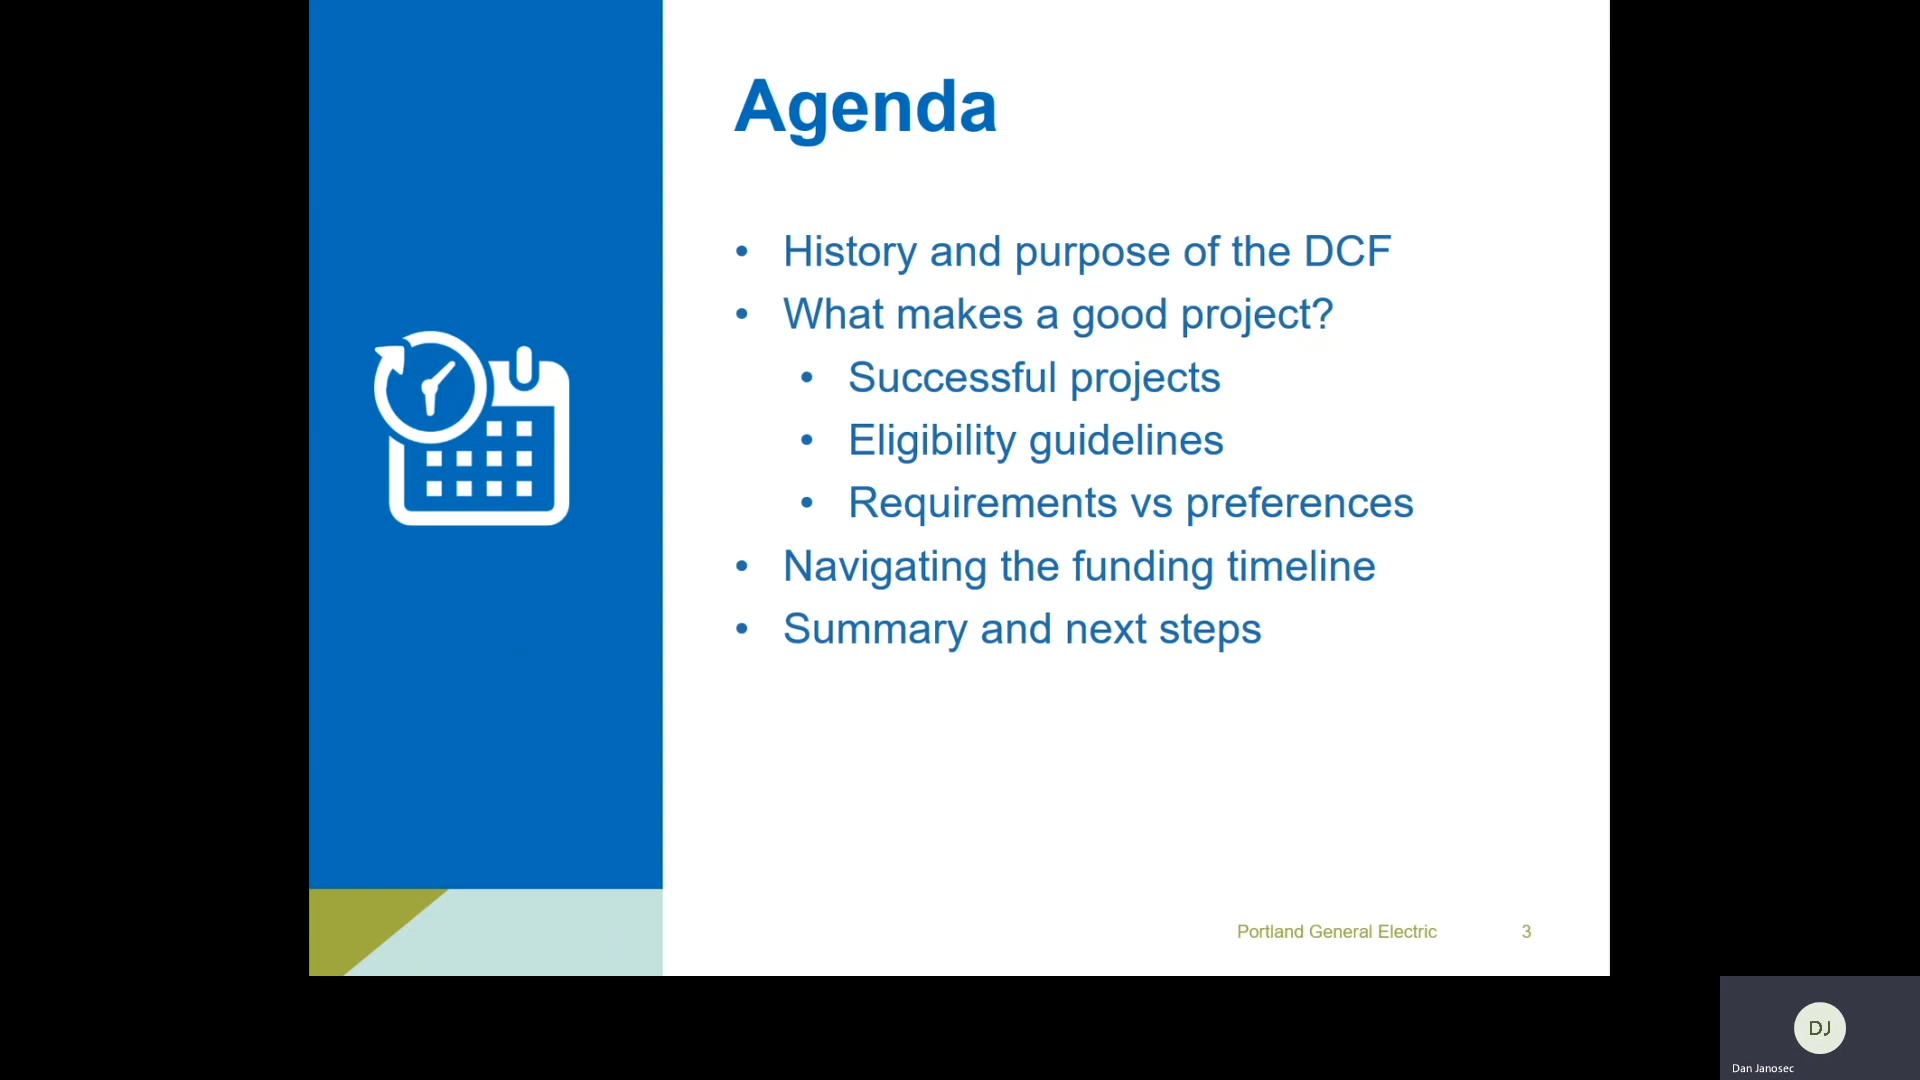 Agenda
• History and purpose of the DCF
• What makes a good project?
• Successful projects
• Eligibility guidelines
• Requirements vs preferences
• Navigating the funding timeline
• Summary and next steps
Portland General Electric 3
DJ
Dan Janosec